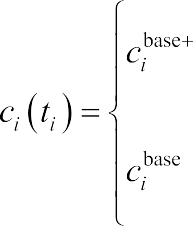 c_i^{base+}
c_i(t_i) = {
c_i^{base}